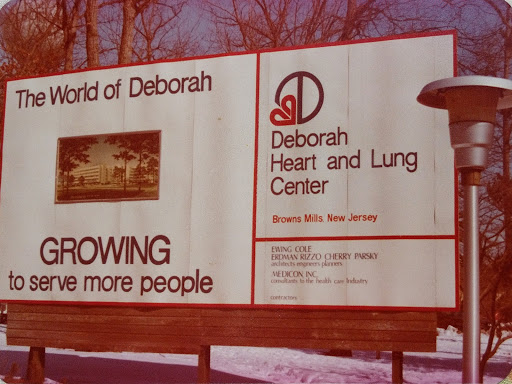 The World of Deborah
GROWING
to serve more people
Deborah
Heart and Lung
Center
Browns Mills, New Jersey
EWING COLE
ERDMAN RIZZO CHERRY PARSKY
architects engineers planners
MEDICON, INC.
consultants to the health care industry
contractors